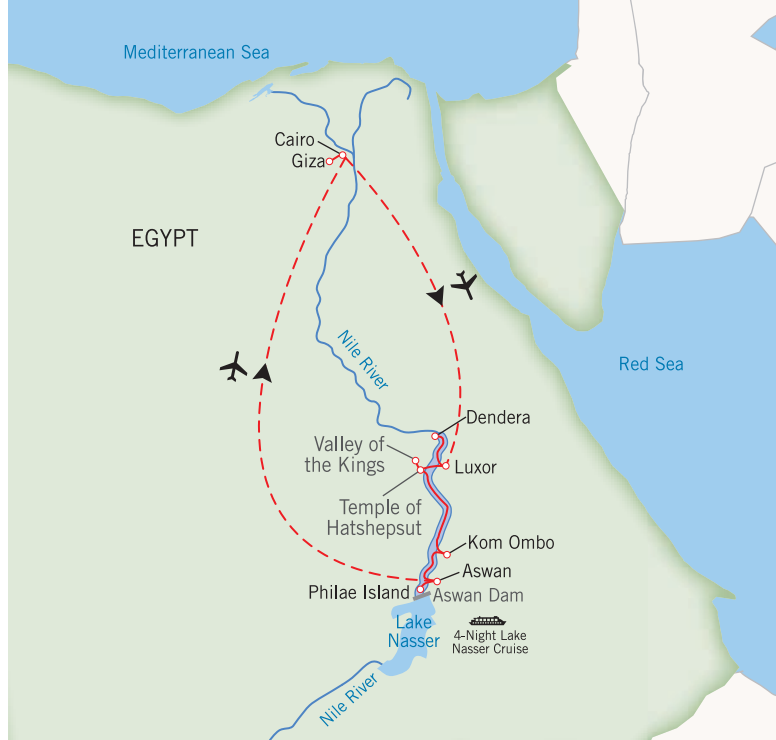 Mediterranean Sea
Cairo
Giza
EGYPT
Nile River
Red Sea
Dendera
Valley of
the Kings
Luxor
Temple of
Hatshepsut
Kom Ombo
Aswan
Philae Island
Aswan Dam
Lake
Nasser
4-Night Lake
Nasser Cruise
Nile River